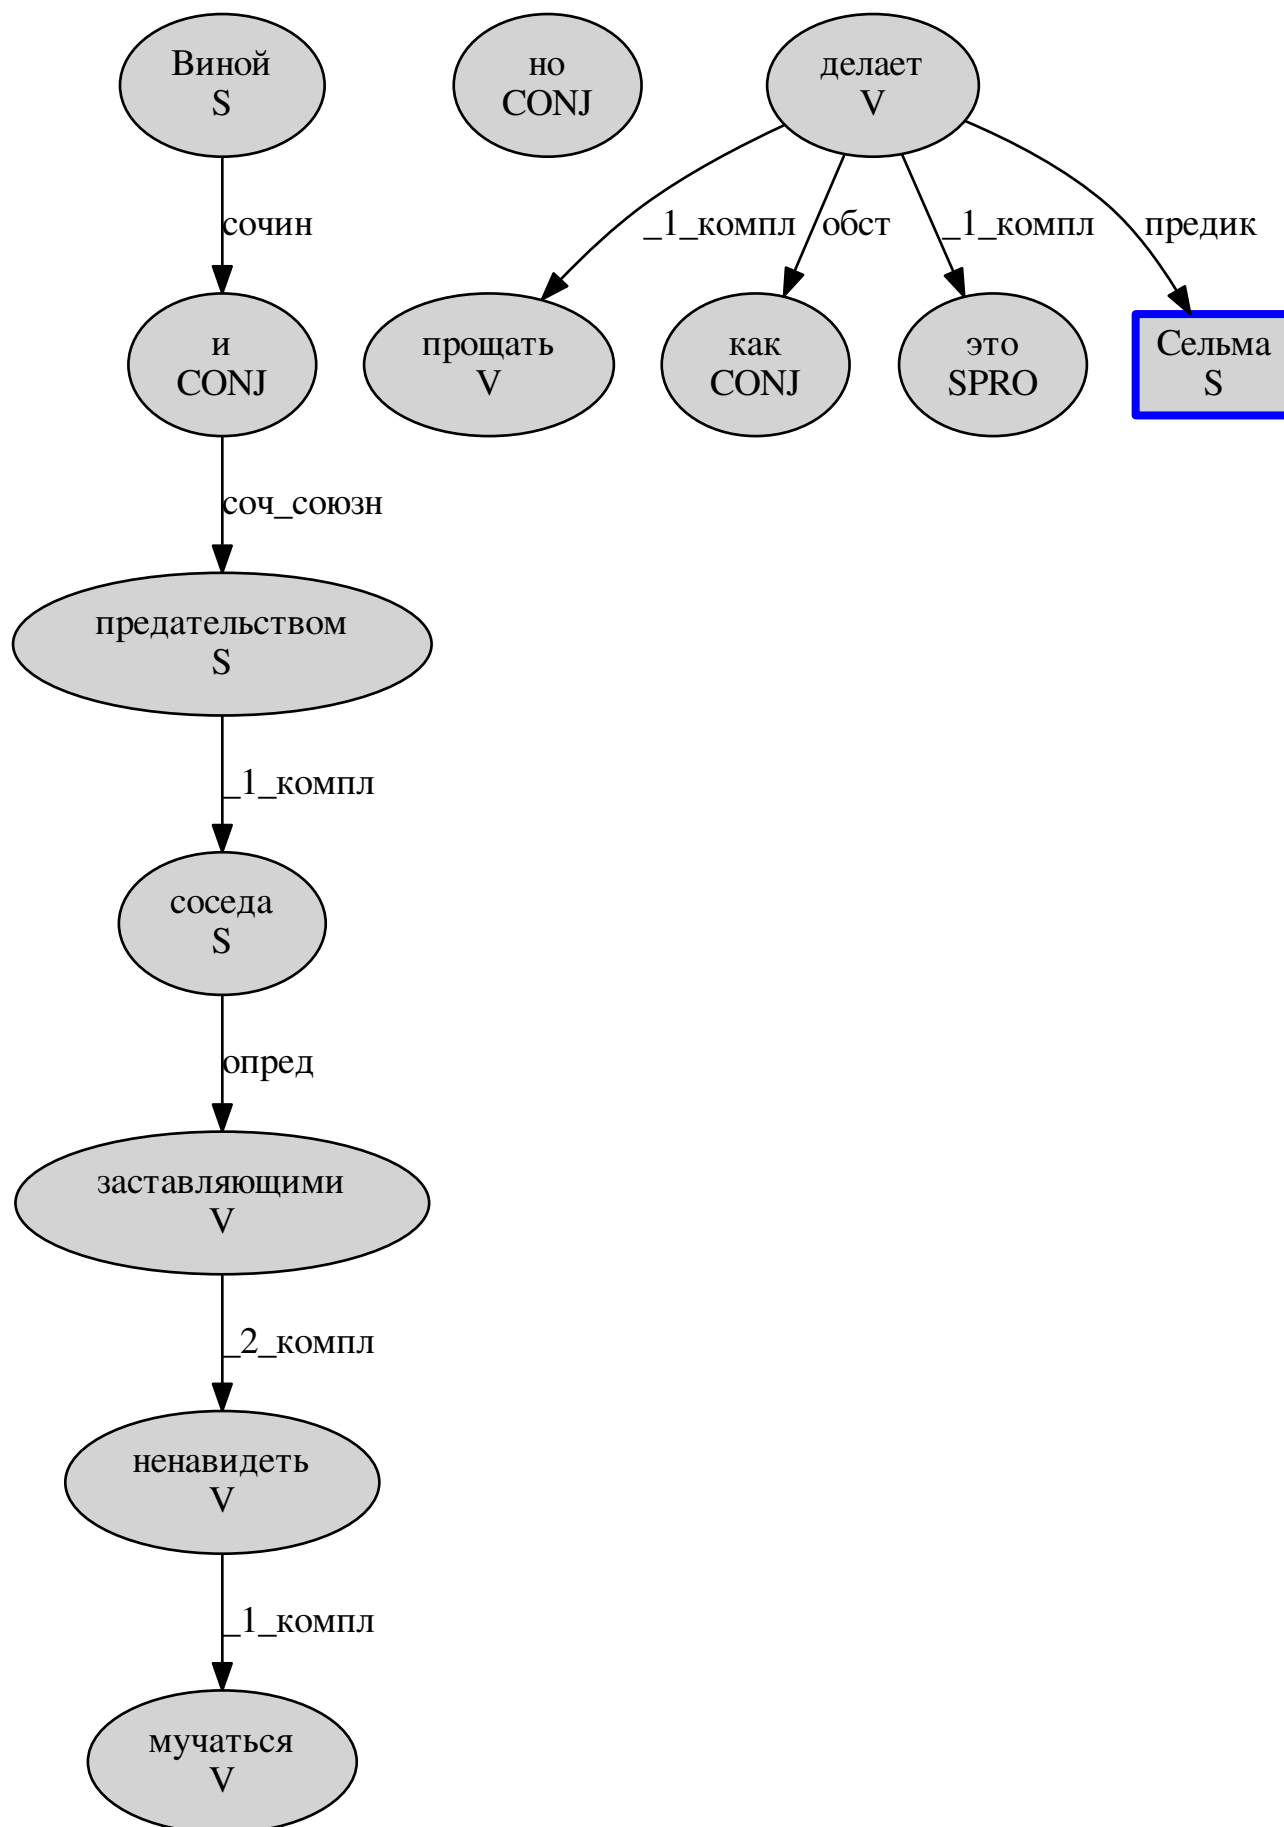 Виной
S
но
CONJ
делает
V
сочин
_1_компл
обст
_1_компл
предик
и
CONJ
прощать
V
как
CONJ
это
SPRO
Сельма
S
соч_союзн
предательством
S
_1_компл
соседа
S
опред
заставляющими
V
_2_компл
ненавидеть
V
_1_компл
мучаться
V